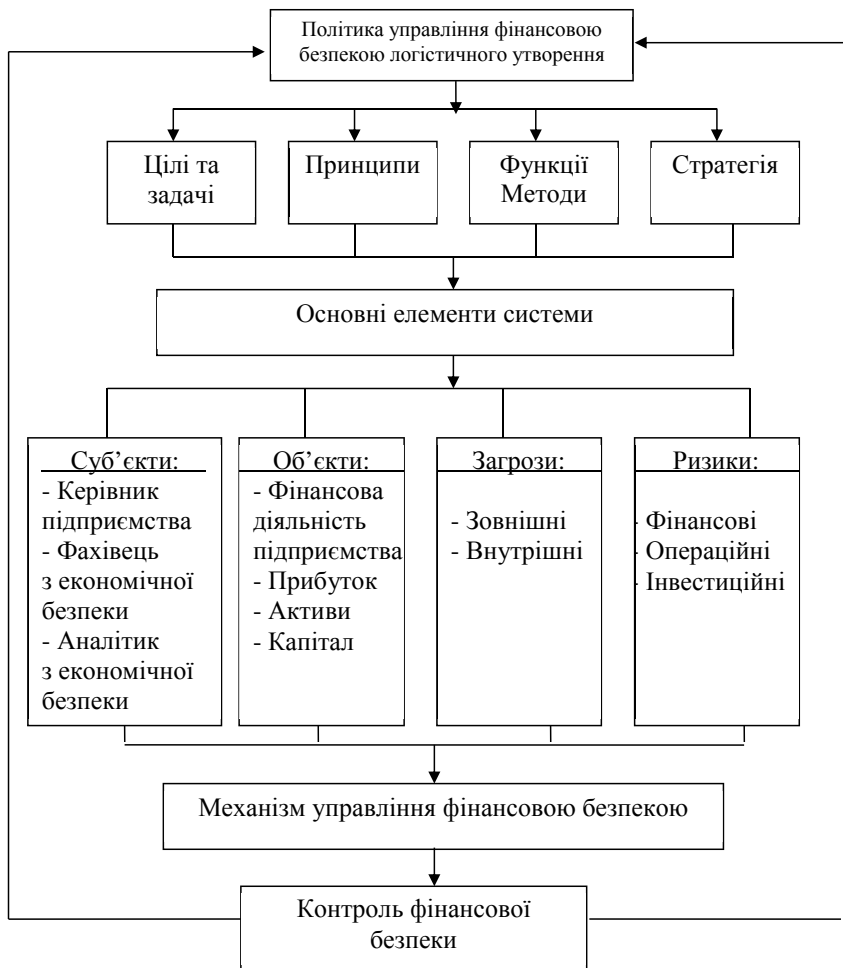 Політика управління фінансовою
безпекою логістичного утворення
Цілі та
задачі
Принципи
Функції
Методи
Стратегія
Основні елементи системи
Суб’єкти:
- Керівник
підприємства
- Фахівець
з економічної
безпеки
- Аналітик
з економічної
безпеки
Об’єкти:
- Фінансова
діяльність
підприємства
- Прибуток
- Активи
- Капітал
Загрози:
- Зовнішні
- Внутрішні
Ризики:
- Фінансові
- Операційні
- Інвестиційні
Механізм управління фінансовою безпекою
Контроль фінансової
безпеки